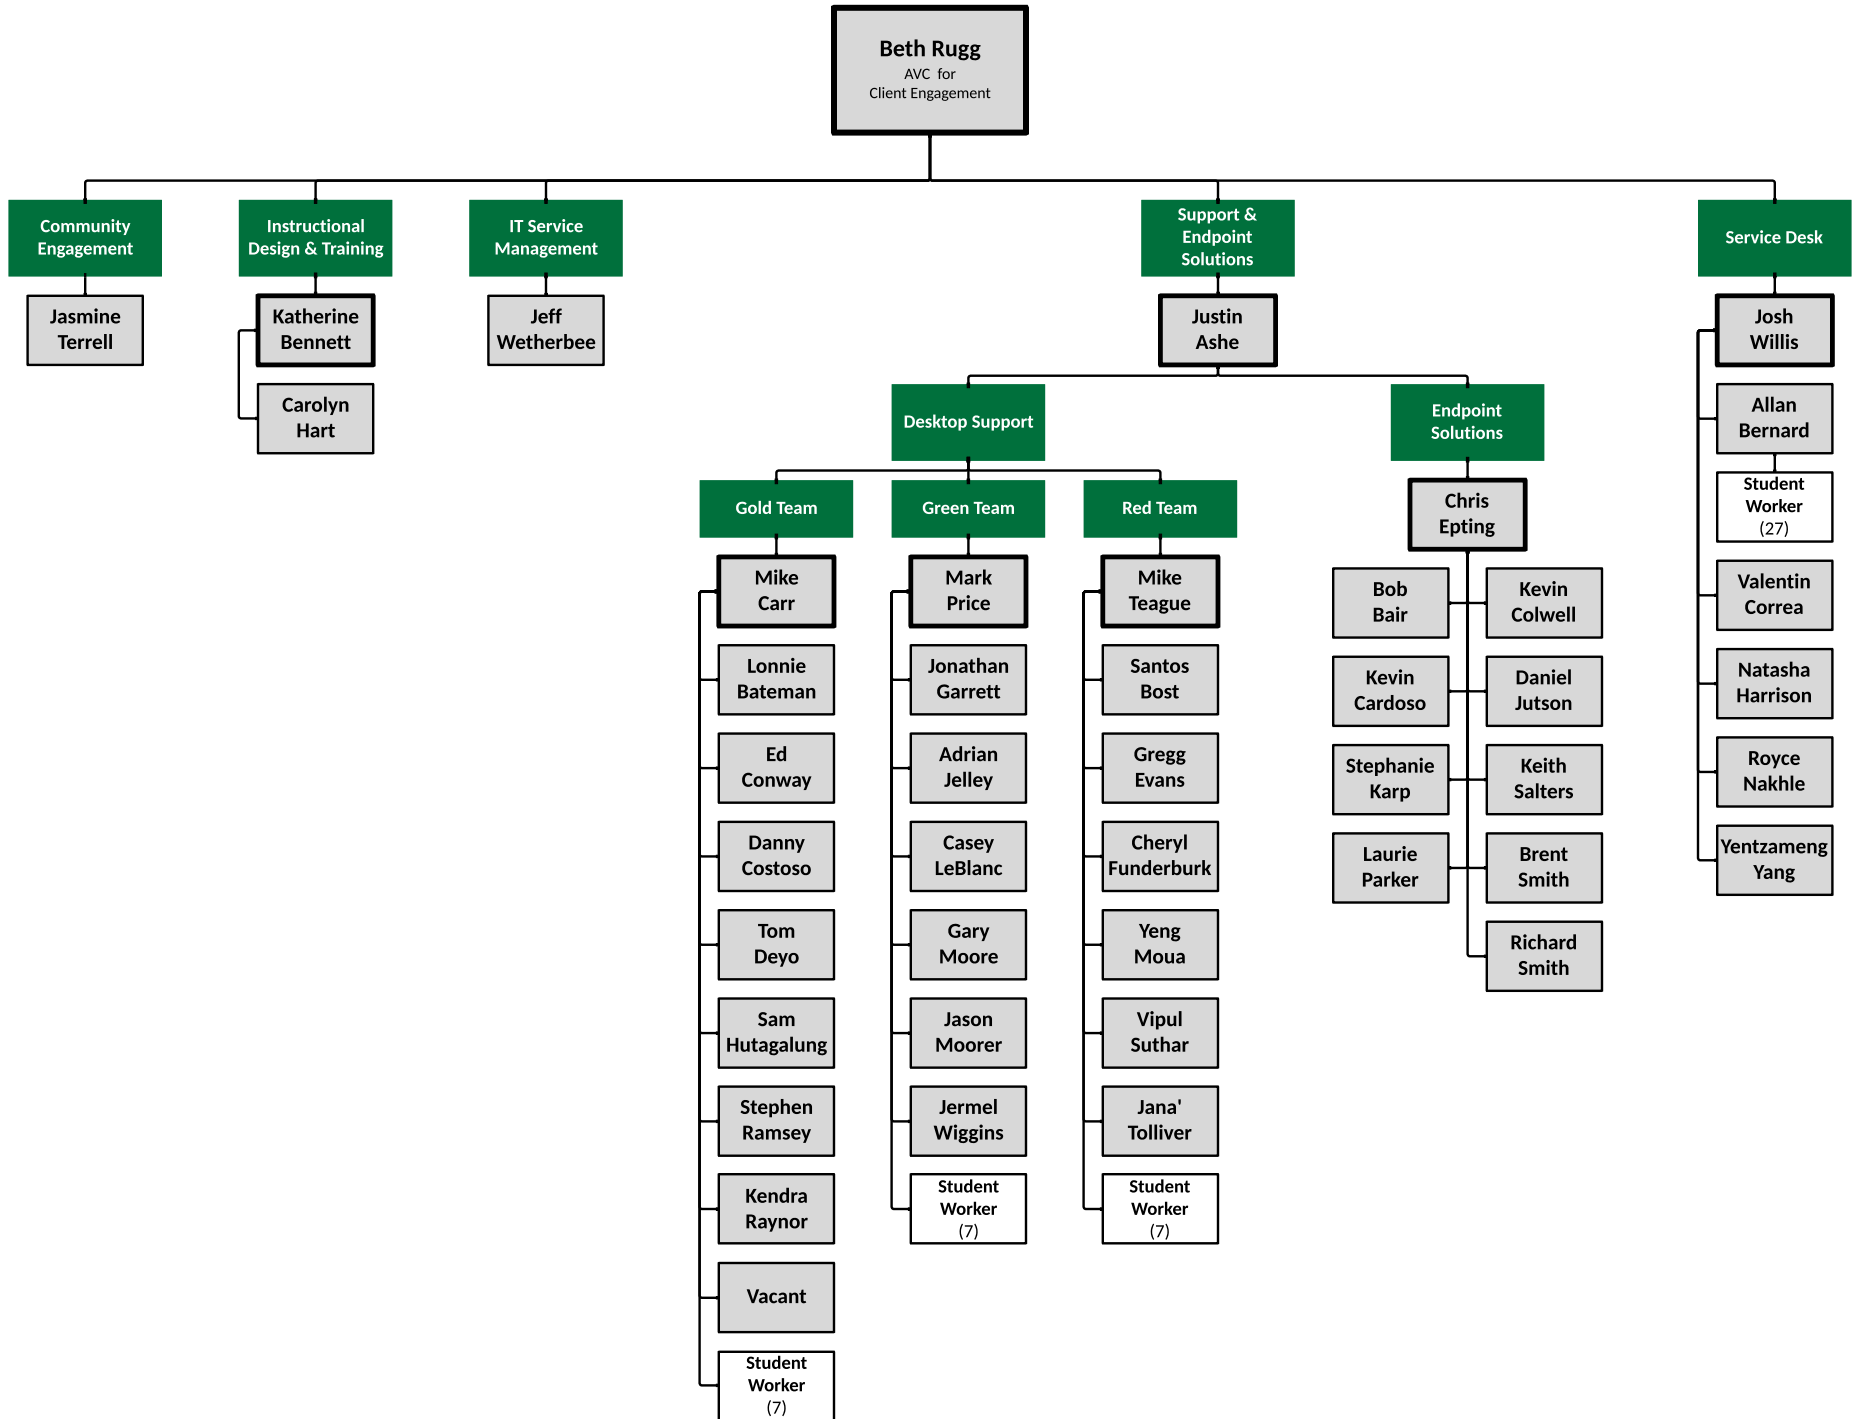 Beth Rugg
AVC for
Client Engagement
Community
Engagement
Jasmine
Terrell
Instructional
Design & Training
Katherine
Bennett
Carolyn
Hart
IT Service
Management
Jeff
Wetherbee
Support &
Endpoint
Solutions
Justin
Ashe
Desktop Support
Gold Team
Mike
Carr
Lonnie
Bateman
Ed
Conway
Danny
Costoso
Tom
Deyo
Sam
Hutagalung
Stephen
Ramsey
Kendra
Raynor
Vacant
Student
Worker
(7)
Green Team
Mark
Price
Jonathan
Garrett
Adrian
Jelley
Casey
LeBlanc
Gary
Moore
Jason
Moorer
Jermel
Wiggins
Student
Worker
(7)
Red Team
Mike
Teague
Santos
Bost
Gregg
Evans
Cheryl
Funderburk
Yeng
Moua
Vipul
Suthar
Jana'
Tolliver
Student
Worker
(7)
Endpoint
Solutions
Chris
Epting
Bob
Bair
Kevin
Colwell
Kevin
Cardoso
Daniel
Jutson
Stephanie
Karp
Keith
Salters
Laurie
Parker
Brent
Smith
Richard
Smith
Service Desk
Josh
Willis
Allan
Bernard
Student
Worker
(27)
Valentin
Correa
Natasha
Harrison
Royce
Nakhle
Yentzameng
Yang